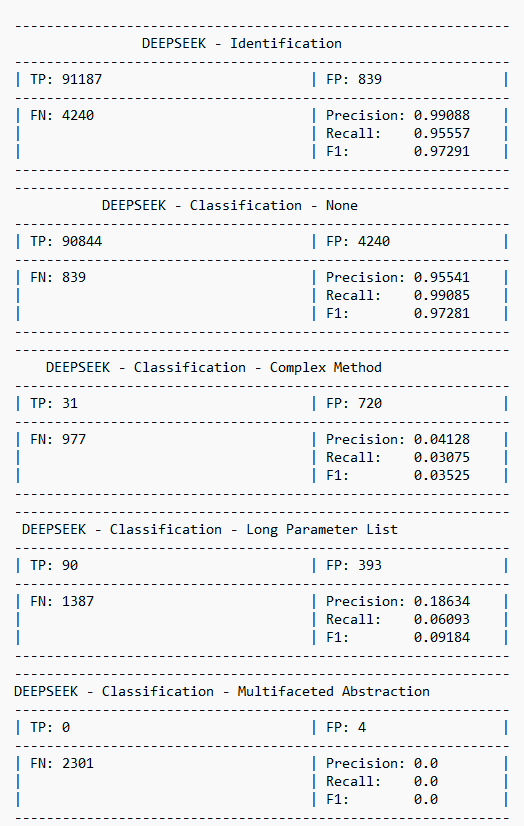 DEEPSEEK - Identification
| TP: 91187 | FP: 839 |
| FN: 4240 | Precision: 0.99088 |
| | Recall: 0.95557 |
| | F1: 0.97291 |
DEEPSEEK - Classification - None
| TP: 90844 | FP: 4240 |
| FN: 839 | Precision: 0.95541 |
| | Recall: 0.99085 |
| | F1: 0.97281 |
DEEPSEEK - Classification - Complex Method
| TP: 31 | FP: 720 |
| FN: 977 | Precision: 0.04128 |
| | Recall: 0.03075 |
| | F1: 0.03525 |
DEEPSEEK - Classification - Long Parameter List
| TP: 90 | FP: 393 |
| FN: 1387 | Precision: 0.18634 |
| | Recall: 0.06093 |
| | F1: 0.09184 |
DEEPSEEK - Classification - Multifaceted Abstraction
| TP: 0 | FP: 4 |
| FN: 2301 | Precision: 0.0 |
| | Recall: 0.0 |
| | F1: 0.0 |